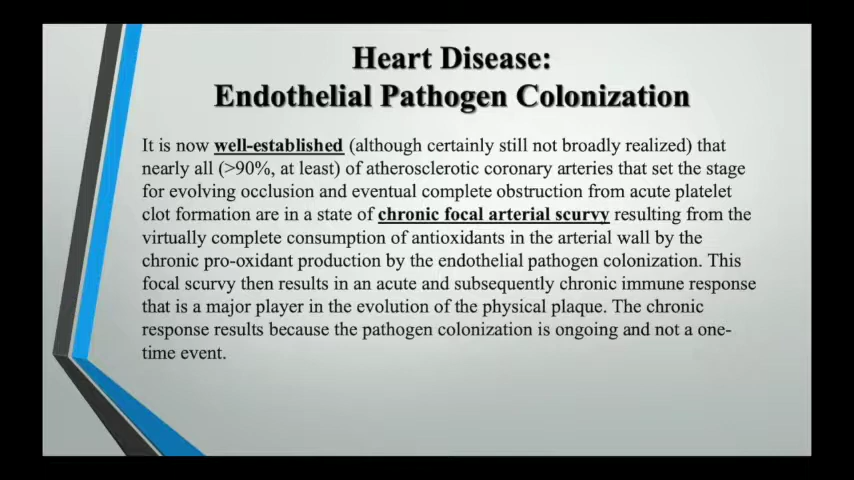 Heart Disease:
Endothelial Pathogen Colonization
It is now well-established (although certainly still not broadly realized) that
nearly all (>90%, at least) of atherosclerotic coronary arteries that set the stage
for evolving occlusion and eventual complete obstruction from acute platelet
clot formation are in a state of chronic focal arterial scurvy resulting from the
virtually complete consumption of antioxidants in the arterial wall by the
chronic pro-oxidant production by the endothelial pathogen colonization. This
focal scurvy then results in an acute and subsequently chronic immune response
that is a major player in the evolution of the physical plaque. The chronic
response results because the pathogen colonization is ongoing and not a one-
time event.